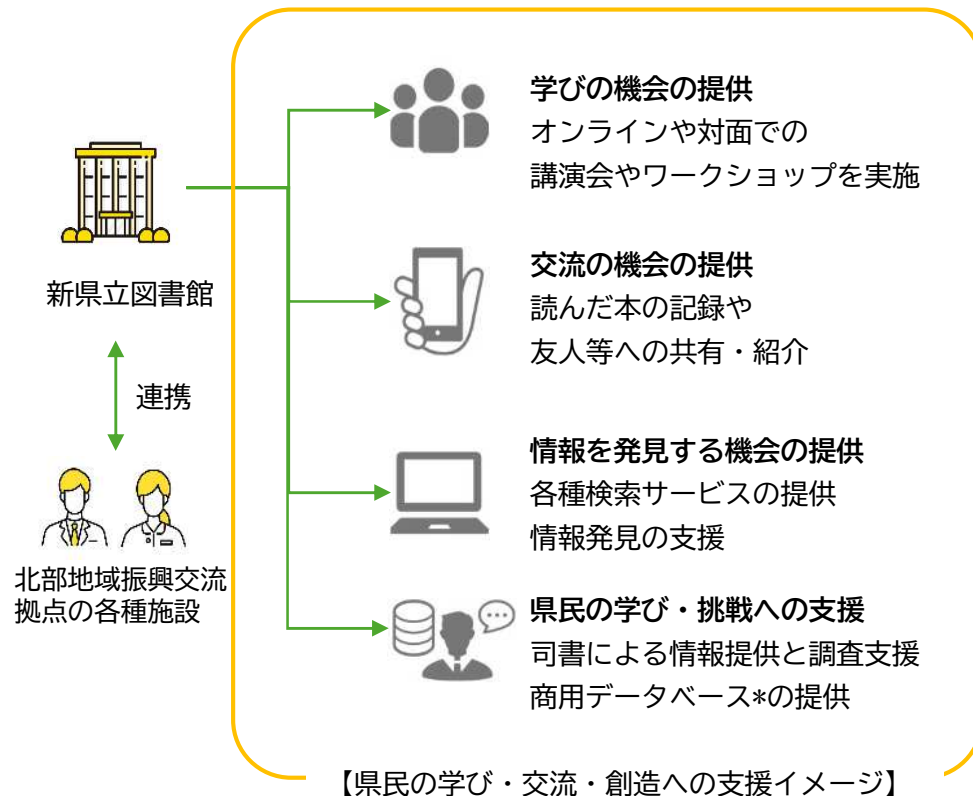 新県立図書館
連携
北部地域振興交流
拠点の各種施設
学びの機会の提供
オンラインや対面での
講演会やワークショップを実施
交流の機会の提供
読んだ本の記録や
友人等への共有・紹介
情報を発見する機会の提供
各種検索サービスの提供
情報発見の支援
県民の学び・挑戦への支援
司書による情報提供と調査支援
商用データベース*の提供
【県民の学び・交流・創造への支援イメージ】